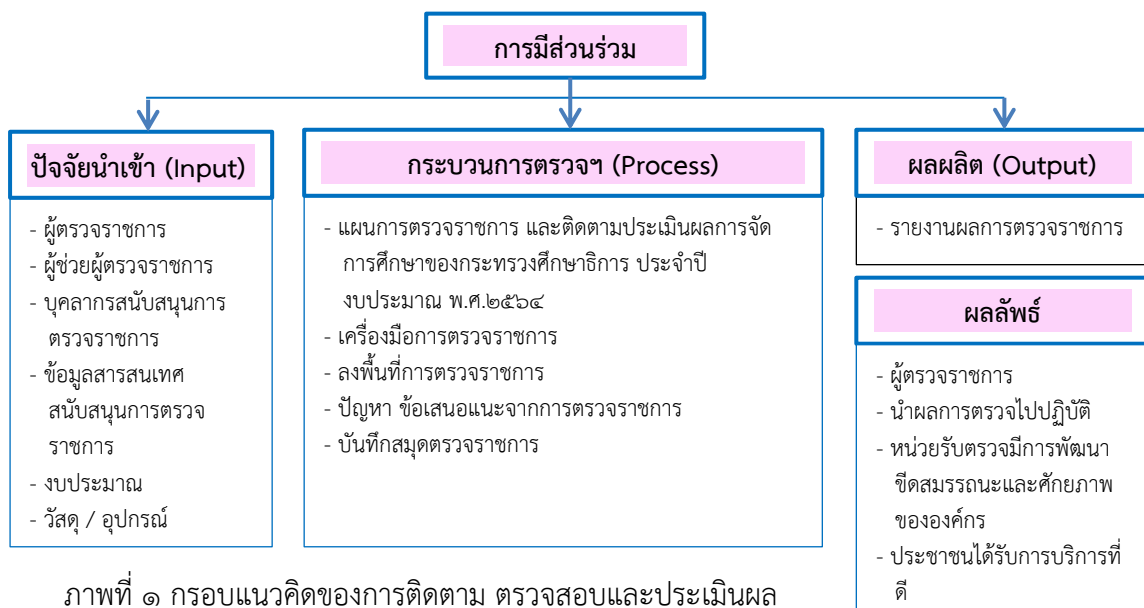 การมีส่วนร่วม
ปัจจัยนำเข้า (Input)
- ผู้ตรวจราชการ
- ผู้ช่วยผู้ตรวจราชการ
- บุคลากรสนับสนุนการ
ตรวจราชการ
- ข้อมูลสารสนเทศ
สนับสนุนการตรวจ
ราชการ
- งบประมาณ
- วัสดุ / อุปกรณ์
กระบวนการตรวจฯ (Process)
- แผนการตรวจราชการ และติดตามประเมินผลการจัด
การศึกษาของกระทรวงศึกษาธิการ ประจำปี
งบประมาณ พ.ศ.๒๕๖๔
- เครื่องมือการตรวจราชการ
- ลงพื้นที่การตรวจราชการ
- ปัญหา ข้อเสนอแนะจากการตรวจราชการ
- บันทึกสมุดตรวจราชการ
ผลผลิต (Output)
- รายงานผลการตรวจราชการ
ผลลัพธ์
- ผู้ตรวจราชการ
- นำผลการตรวจไปปฏิบัติ
- หน่วยรับตรวจมีการพัฒนา
ขีดสมรรถนะและศักยภาพ
ขององค์กร
- ประชาชนได้รับการบริการที่
ดี
ภาพที่ ๑ กรอบแนวคิดของการติดตาม ตรวจสอบและประเมินผล